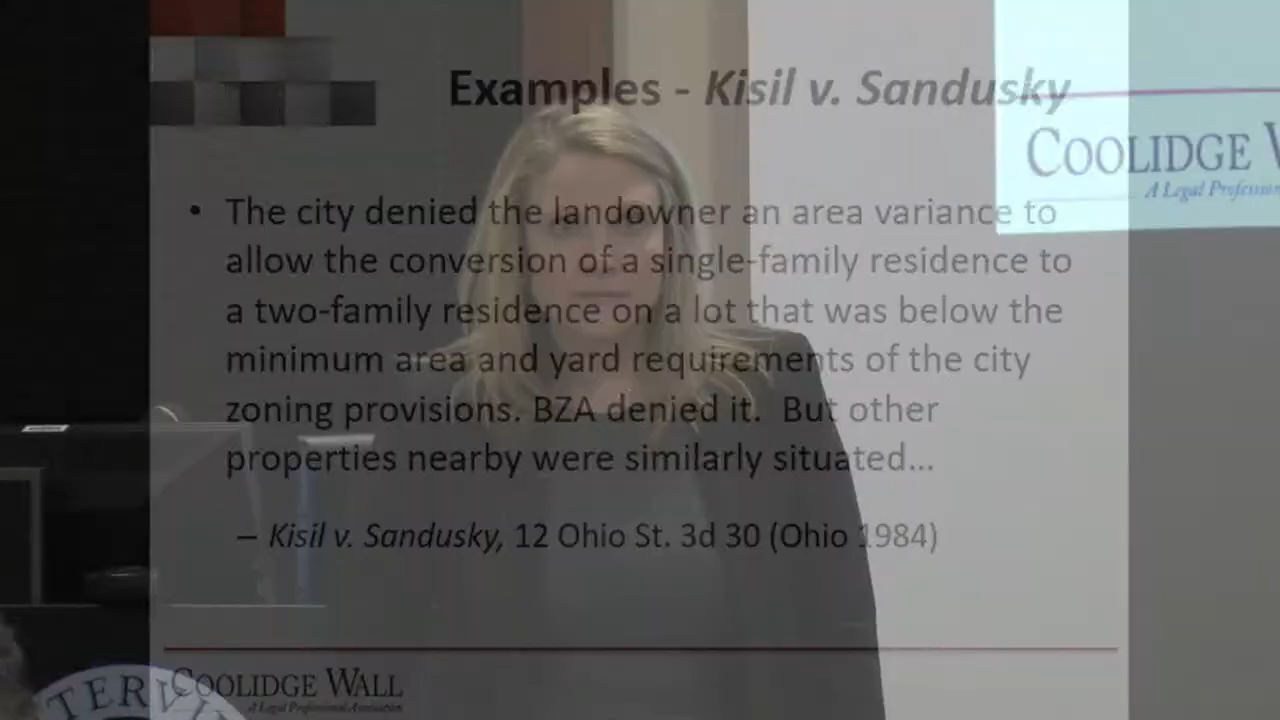 Examples - Kisil v. Sandusky
COOLIDGE
A Legal
• The city denied the landowner an area variance to
allow the conversion of a single-family residence to
a two-family residence on a lot that was below the
minimum area and yard requirements of the city
zoning provisions. BZA denied it. But other
properties nearby were similarly situated...
– Kisil v. Sandusky, 12 Ohio St. 3d 30 (Ohio 1984)
COOLIDGE WALL
A Legal Professional Association